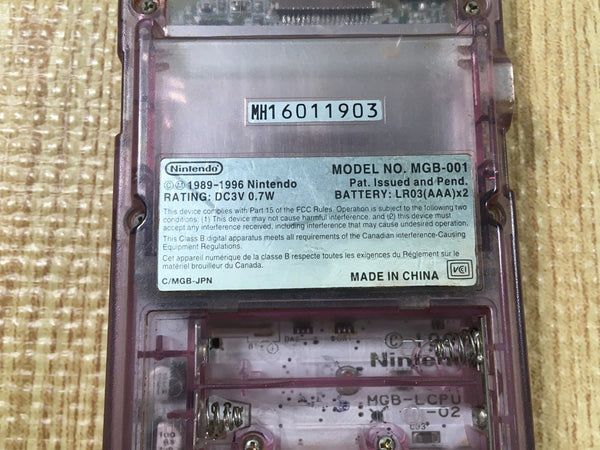 MH16011903
Nintendo MODEL NO. MGB-001
©Ⓜ 1989-1996 Nintendo Pat. Issued and Pend.
RATING: DC3V 0.7W BATTERY: LR03(AAA)x2
This device complies with Part 15 of the FCC Rules. Operation is subject to the following two
conditions: (1) This device may not cause harmful interference, and (2) this device must
accept any interference received, including interference that may cause undesired operation.
This Class B digital apparatus meets all requirements of the Canadian Interference-Causing
Equipment Regulations.
Cet appareil numérique de la classe B respecte toutes les exigences du Règlement sur le
matériel brouilleur du Canada.
C/MGB-JPN MADE IN CHINA VCI
Nintendo
MGB-LCPU
-02